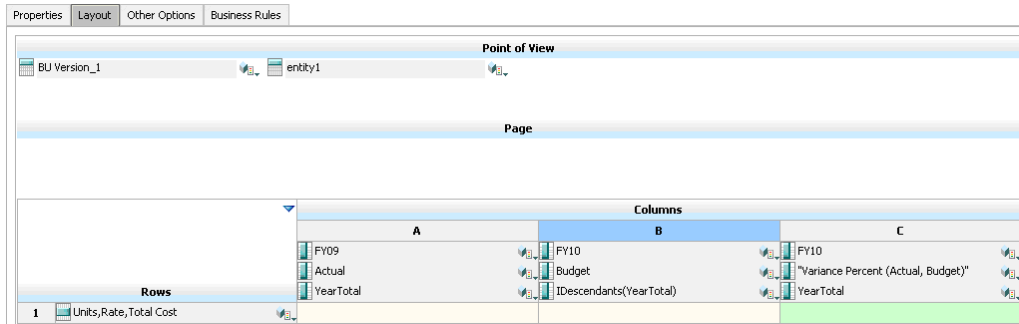 Properties Layout Other Options Business Rules
Point of View
BU Version_1 entity1
Page
Columns
A B C
FY09 FY10 FY10
Actual Budget "Variance Percent (Actual, Budget)"
Rows YearTotal IDescendants(YearTotal) YearTotal
1 Units,Rate,Total Cost